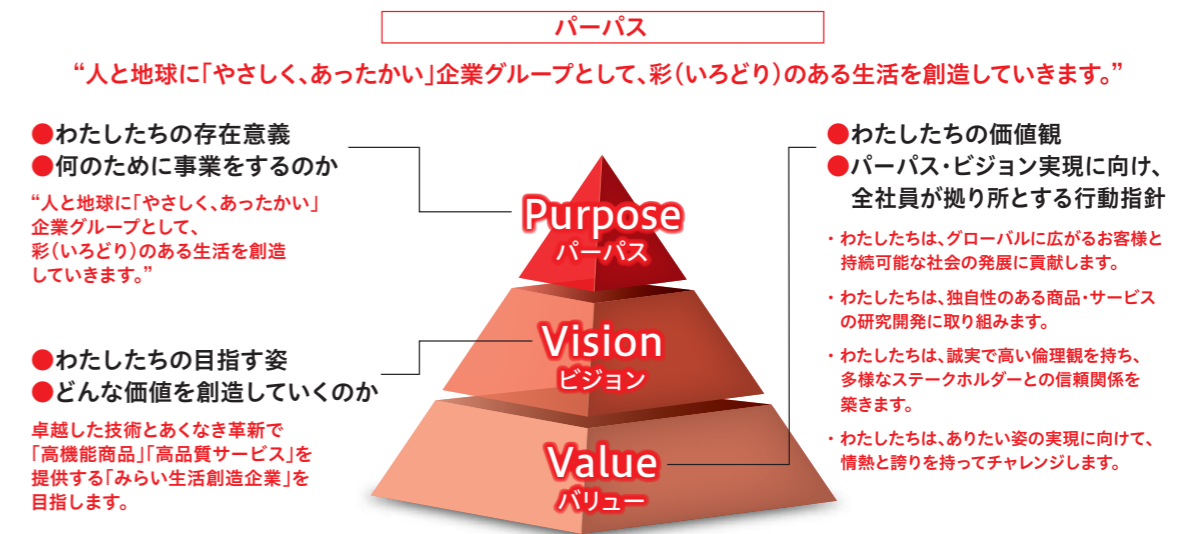 パーパス
“人と地球に「やさしく、あったかい」企業グループとして、彩（いろどり）のある生活を創造していきます。”
●わたしたちの存在意義
●何のために事業をするのか
“人と地球に「やさしく、あったかい」
企業グループとして、
彩（いろどり）のある生活を創造
していきます。”
●わたしたちの目指す姿
●どんな価値を創造していくのか
卓越した技術とあくなき革新で
「高機能商品」「高品質サービス」を
提供する「みらい生活創造企業」を
目指します。
Purpose
パーパス
Vision
ビジョン
Value
バリュー
●わたしたちの価値観
●パーパス・ビジョン実現に向け、
全社員が拠り所とする行動指針
・わたしたちは、グローバルに広がるお客様と
持続可能な社会の発展に貢献します。
・わたしたちは、独自性のある商品・サービス
の研究開発に取り組みます。
・わたしたちは、誠実で高い倫理観を持ち、
多様なステークホルダーとの信頼関係を
築きます。
・わたしたちは、ありたい姿の実現に向けて、
情熱と誇りを持ってチャレンジします。